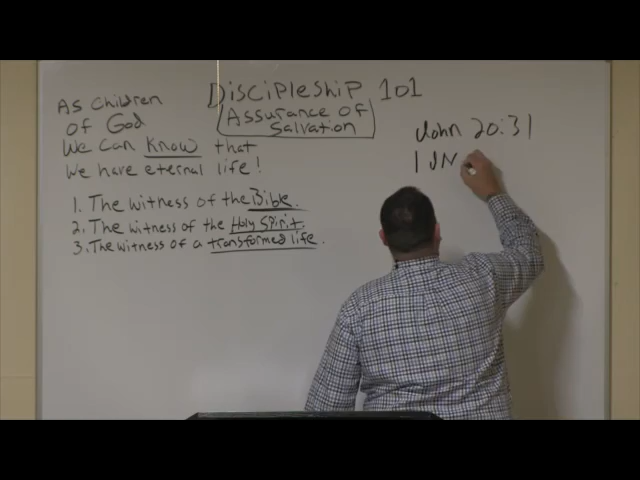 Discipleship 101
Assurance of
Salvation
As Children
of God
We Can Know that
We have eternal life!
1. The witness of the Bible.
2. The witness of the Holy Spirit.
3. The witness of a transformed life.
John 20:31
1 JN